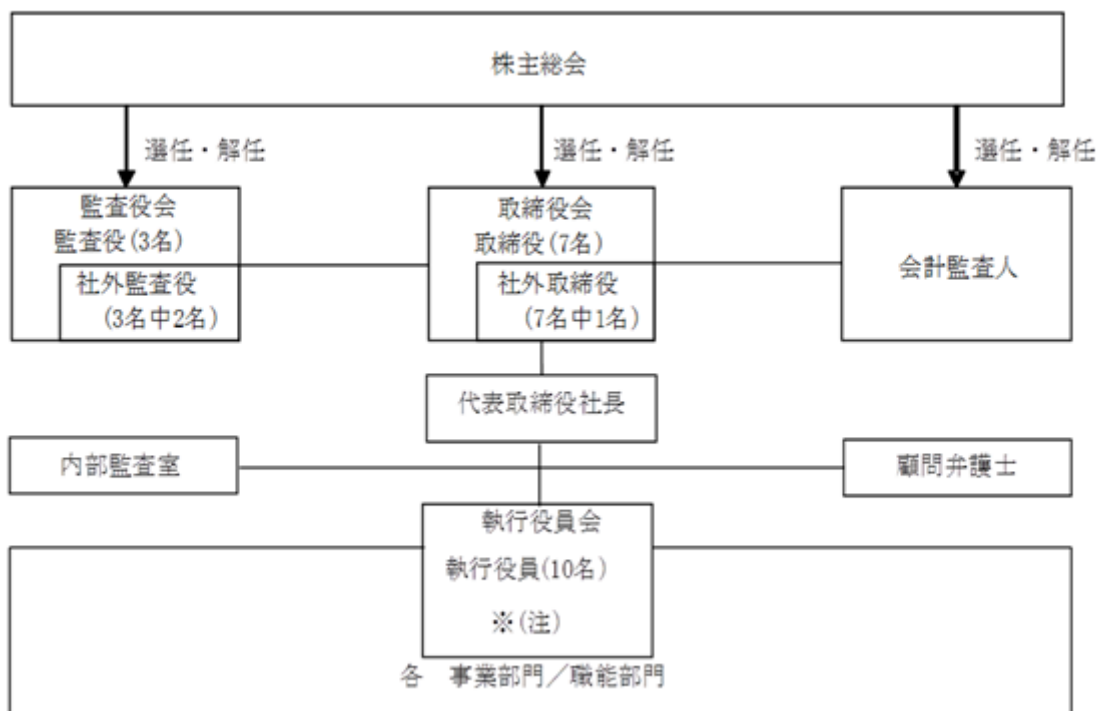 株主総会
選任・解任
選任・解任
選任・解任
監査役会
監査役(3名)
社外監査役
(3名中2名)
取締役会
取締役(7名)
社外取締役
(7名中1名)
会計監査人
代表取締役社長
内部監査室
顧問弁護士
執行役員会
執行役員(10名)
※(注)
各　事業部門／職能部門